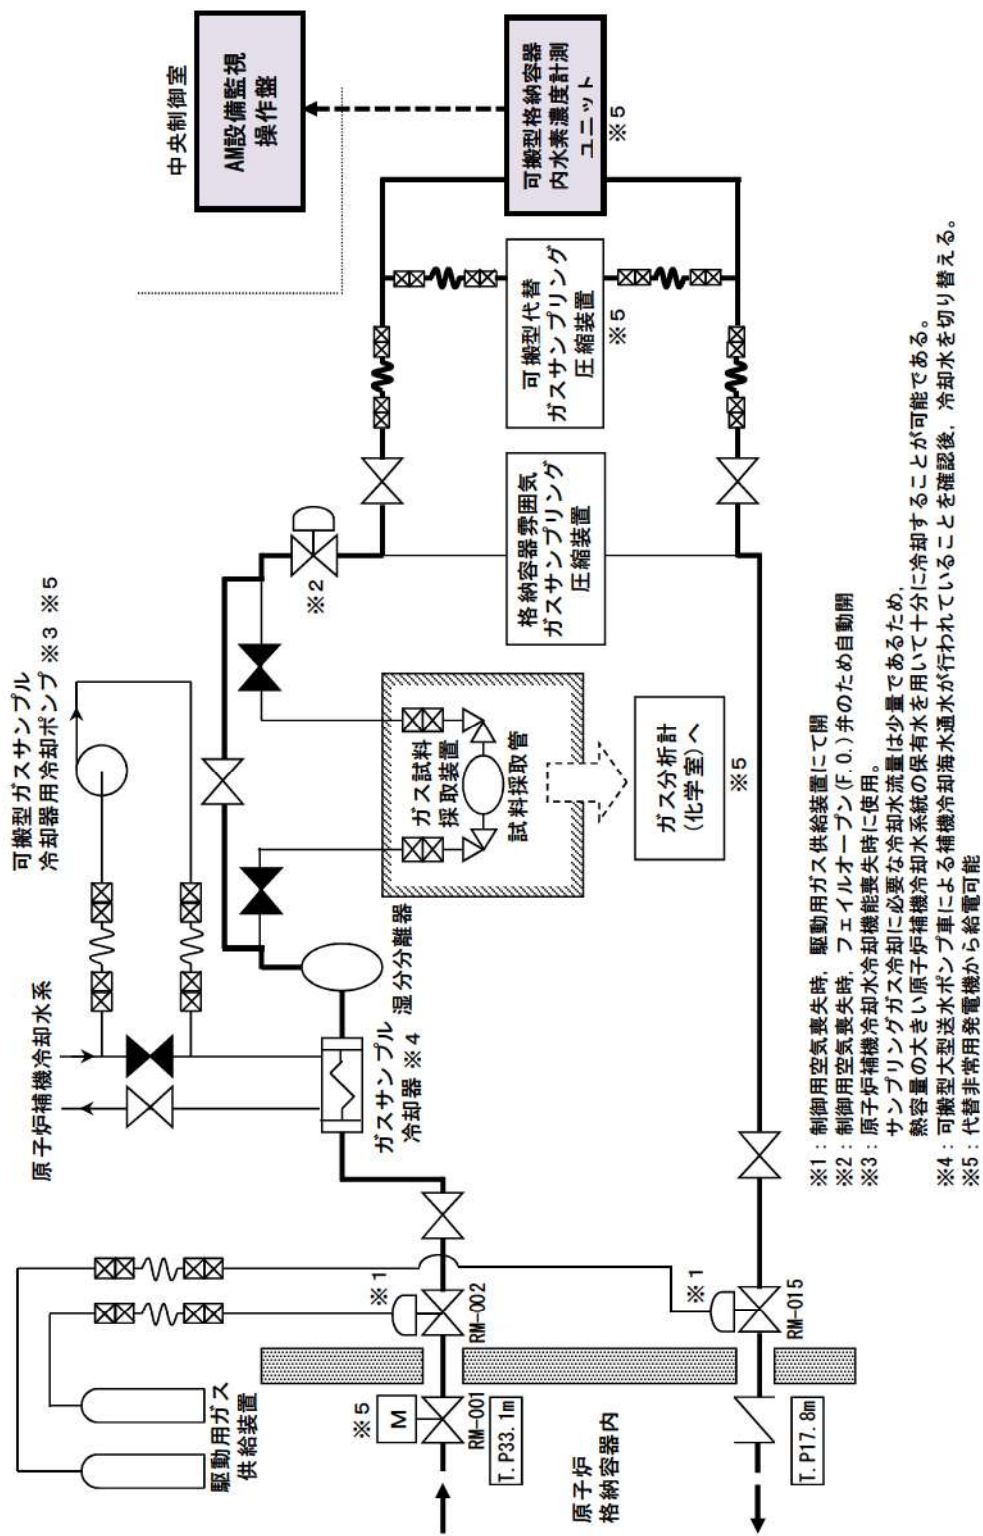 中央制御室
AM設備監視
操作盤
可搬型格納容器
内水素濃度計測
ユニット
※5
可搬型代替
ガスサンプリング
圧縮装置
※5
格納容器雰囲気
ガスサンプリング
圧縮装置
可搬型ガスサンプル
冷却器用冷却ポンプ ※3 ※5
※2
ガス試料
採取装置
試料採取管
ガス分析計
(化学室)へ
※5
原子炉補機冷却水系
湿分分離器
ガスサンプル
冷却器 ※4
駆動用ガス
供給装置
※1
RM-002
※1
RM-015
※5
M
RM-001
T.P33.1m
原子炉
格納容器内
T.P17.8m
※1:制御用空気喪失時，駆動用ガス供給装置にて開
※2:制御用空気喪失時，フェイルオープン(F.O.)弁のため自動開
※3:原子炉補機冷却水冷却機能喪失時に使用。
サンプリングガス冷却に必要な冷却水流量は少量であるため，
熱容量の大きい原子炉補機冷却水系統の保有水を用いて十分に冷却することが可能である。
※4:可搬型大型送水ポンプ車による補機冷却海水通水が行われていることを確認後，冷却水を切り替える。
※5:代替非常用発電機から給電可能